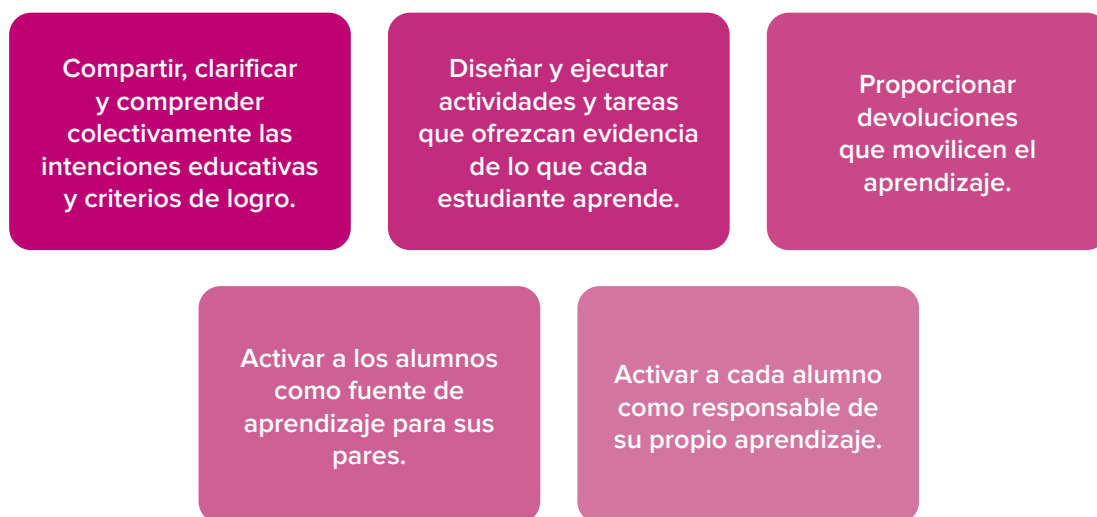 Compartir, clarificar
y comprender
colectivamente las
intenciones educativas
y criterios de logro.
Diseñar y ejecutar
actividades y tareas
que ofrezcan evidencia
de lo que cada
estudiante aprende.
Proporcionar
devoluciones
que movilicen el
aprendizaje.
Activar a los alumnos
como fuente de
aprendizaje para sus
pares.
Activar a cada alumno
como responsable de
su propio aprendizaje.